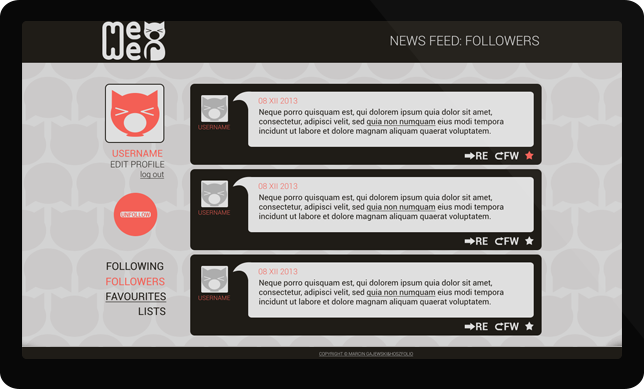 Me
Wer
NEWS FEED: FOLLOWERS
USERNAME
EDIT PROFILE
log out
UNFOLLOW
FOLLOWING
FOLLOWERS
FAVOURITES
LISTS
USERNAME
08 XII 2013
Neque porro quisquam est, qui dolorem ipsum quia dolor sit amet,
consectetur, adipisci velit, sed quia non numquam eius modi tempora
incidunt ut labore et dolore magnam aliquam quaerat voluptatem.
RE FW
USERNAME
08 XII 2013
Neque porro quisquam est, qui dolorem ipsum quia dolor sit amet,
consectetur, adipisci velit, sed quia non numquam eius modi tempora
incidunt ut labore et dolore magnam aliquam quaerat voluptatem.
RE FW
USERNAME
08 XII 2013
Neque porro quisquam est, qui dolorem ipsum quia dolor sit amet,
consectetur, adipisci velit, sed quia non numquam eius modi tempora
incidunt ut labore et dolore magnam aliquam quaerat voluptatem.
RE FW
COPYRIGHT © MARCIN